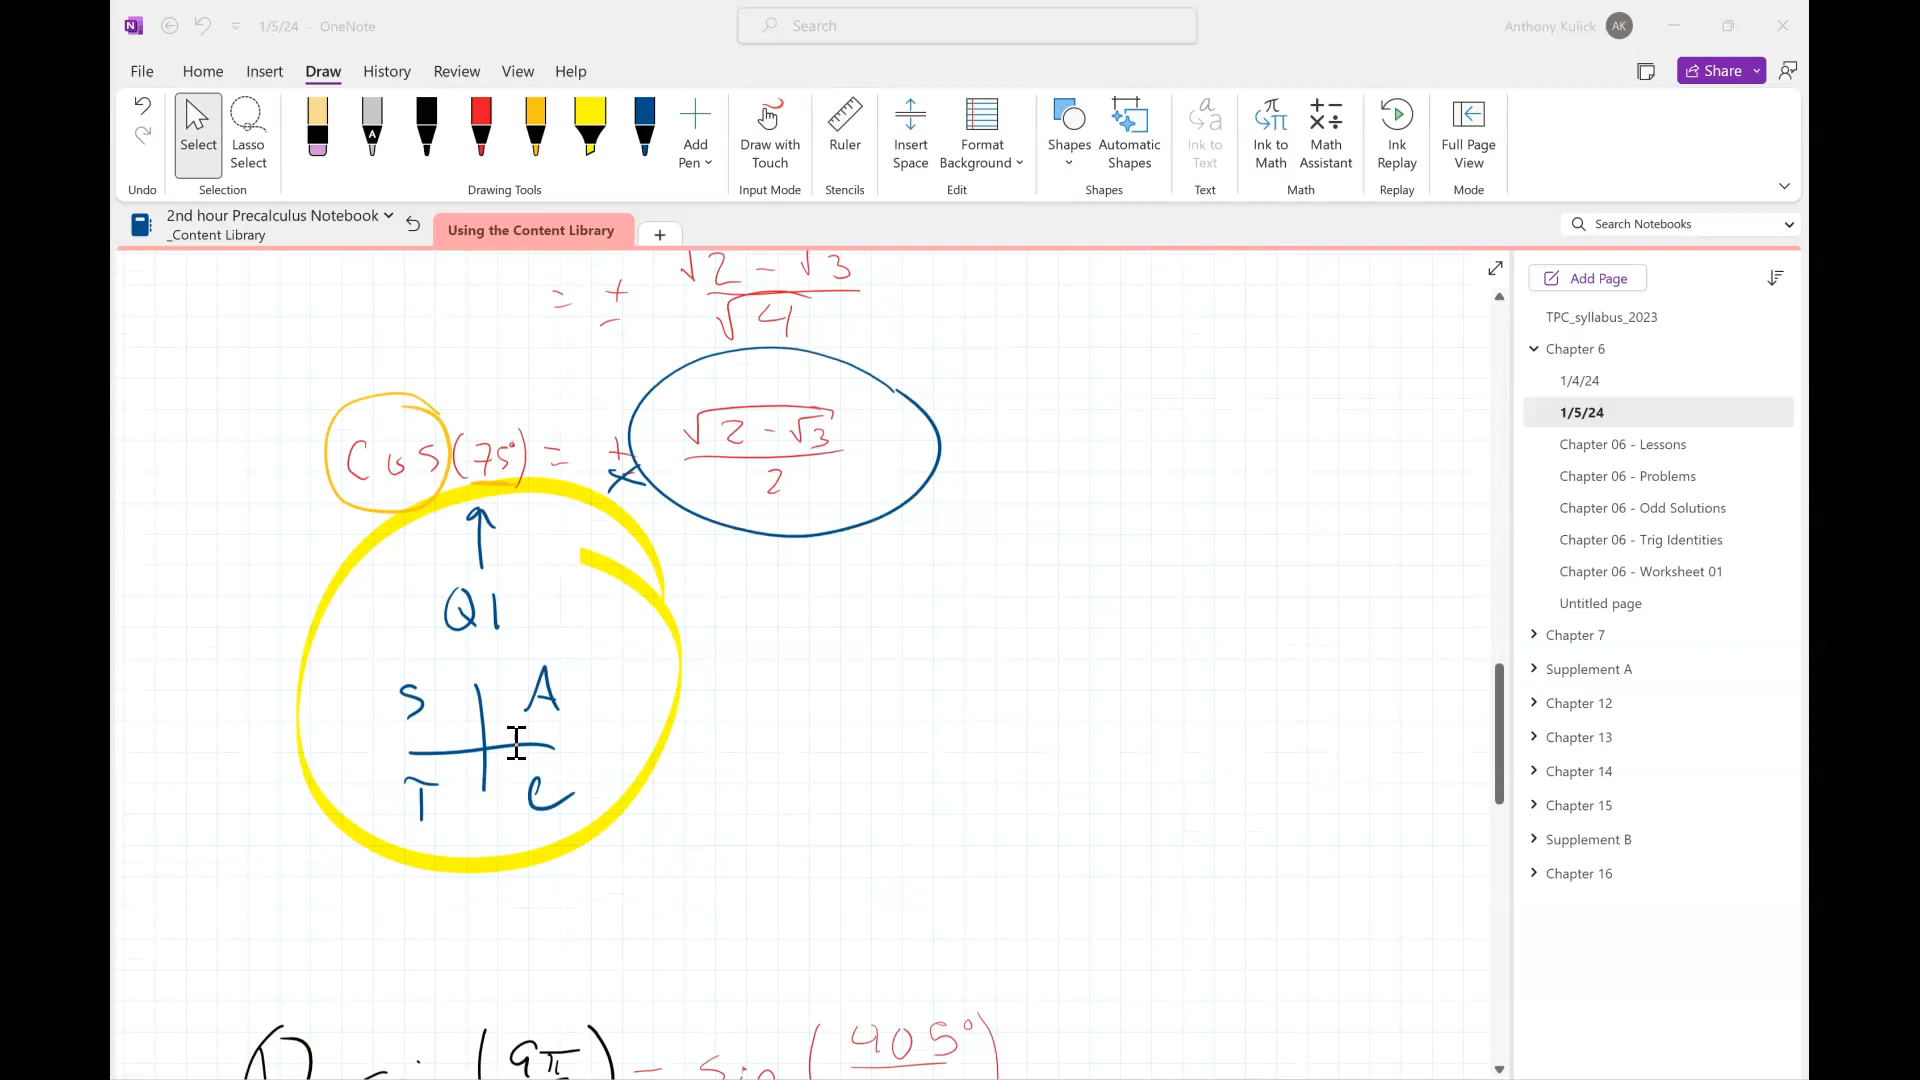 1/5/24 - OneNote
Search
Anthony Kulick AK
File Home Insert Draw History Review View Help
Share
Select
Lasso Select
A
Add Pen
Draw with Touch
Ruler
Insert Space
Format Background
Shapes
Automatic Shapes
Ink to Text
Ink to Math
Math Assistant
Ink Replay
Full Page View
Undo Selection Drawing Tools Input Mode Stencils Edit Shapes Text Math Replay Mode
2nd hour Precalculus Notebook
_Content Library
Using the Content Library
Search Notebooks
= ± √2 - √3
√4
Cos(75°) = ± √(2 - √3)
2
Q1
S A
T C
9π = sin (405°
Add Page
TPC_syllabus_2023
Chapter 6
1/4/24
1/5/24
Chapter 06 - Lessons
Chapter 06 - Problems
Chapter 06 - Odd Solutions
Chapter 06 - Trig Identities
Chapter 06 - Worksheet 01
Untitled page
Chapter 7
Supplement A
Chapter 12
Chapter 13
Chapter 14
Chapter 15
Supplement B
Chapter 16